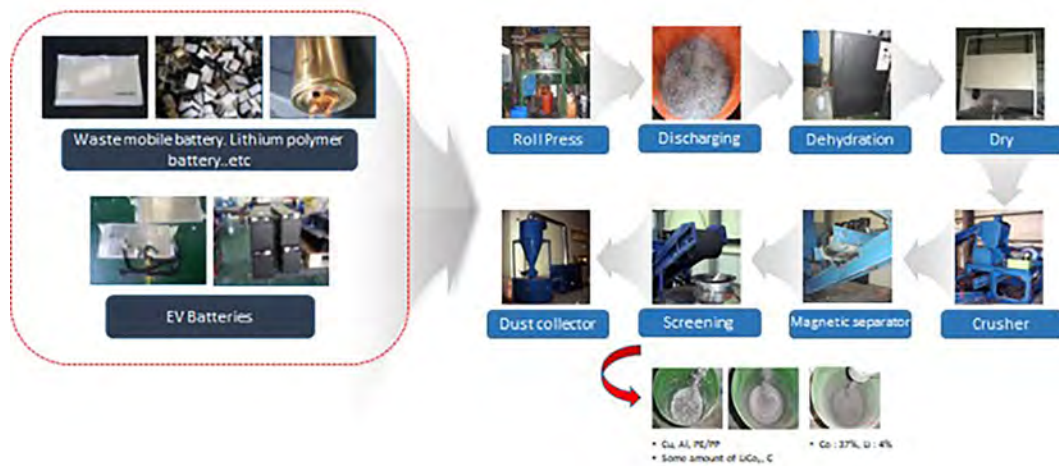 Waste mobile battery. Lithium polymer
battery..etc
EV Batteries
Roll Press
Discharging
Dehydration
Dry
Dust collector
Screening
Magnetic separator
Crusher
• Cu, Al, PE/PP
• Some amount of LiCo₂, C
• Co : 37%, Li : 4%